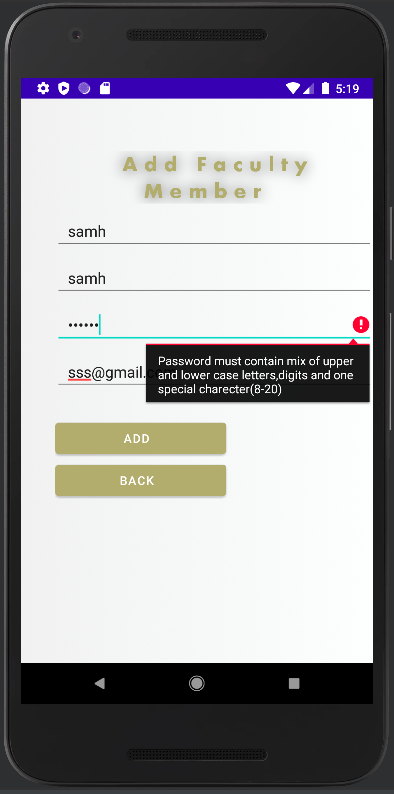 5:19
Add Faculty
Member
samh
samh
••••••
Password must contain mix of upper
and lower case letters,digits and one
special charecter(8-20)
sss@gmail.c
ADD
BACK